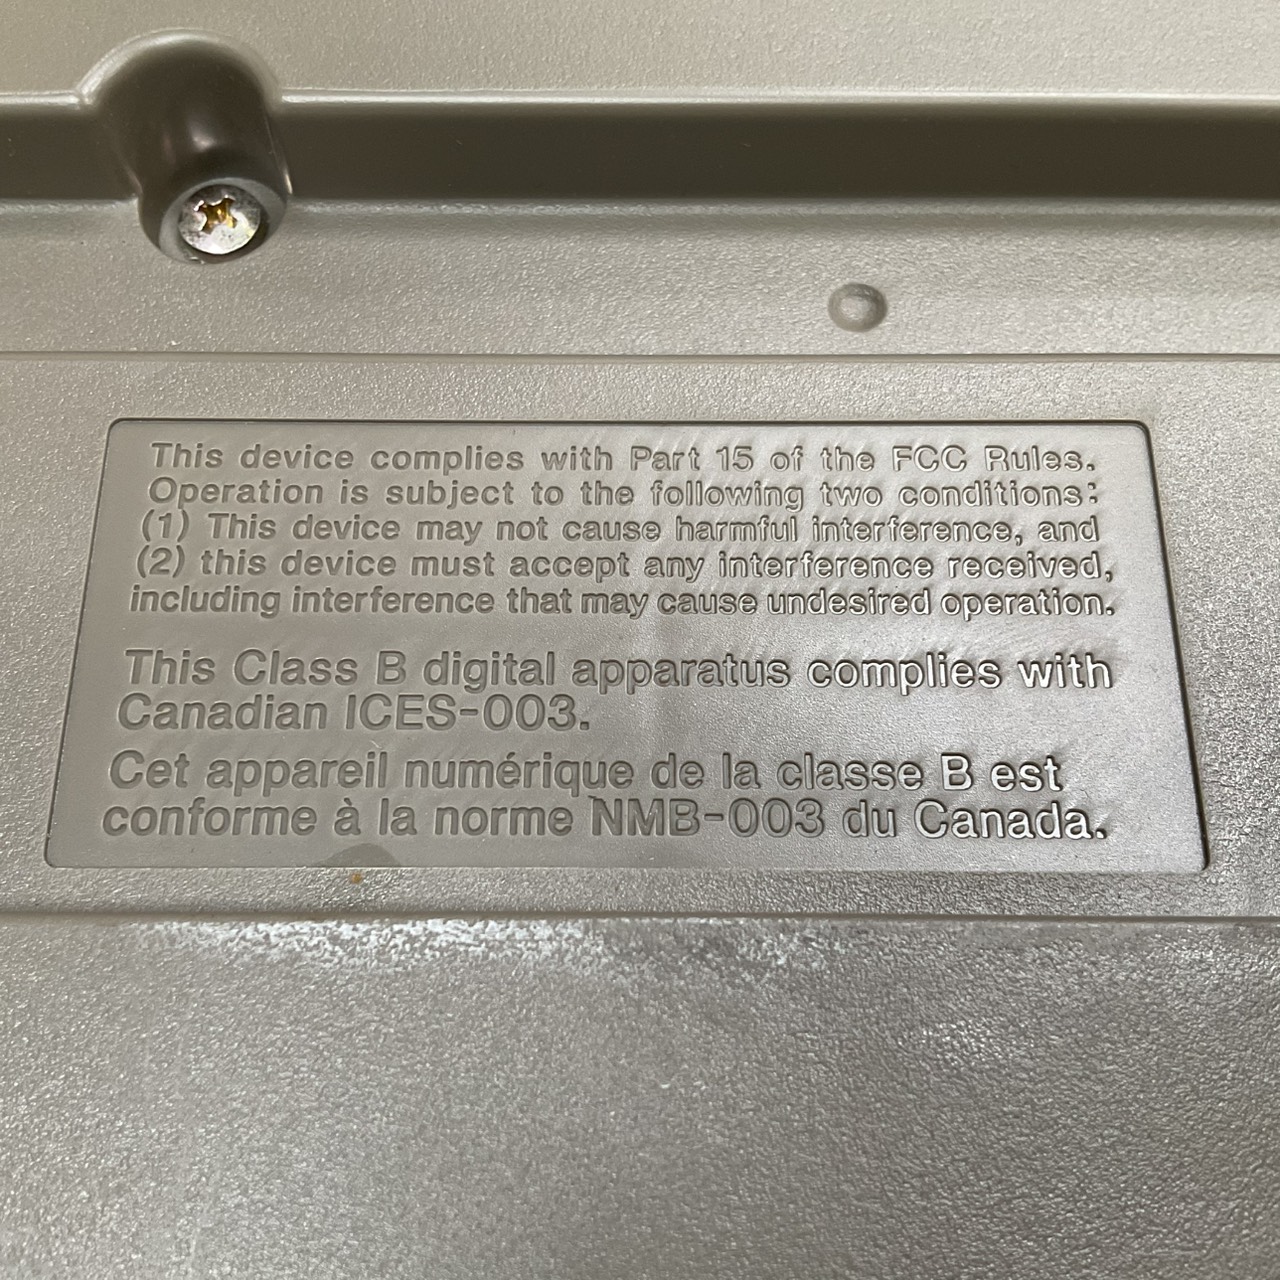 This device complies with Part 15 of the FCC Rules.
Operation is subject to the following two conditions:
(1) This device may not cause harmful interference, and
(2) this device must accept any interference received,
including interference that may cause undesired operation.
This Class B digital apparatus complies with
Canadian ICES-003.
Cet appareil numérique de la classe B est
conforme à la norme NMB-003 du Canada.